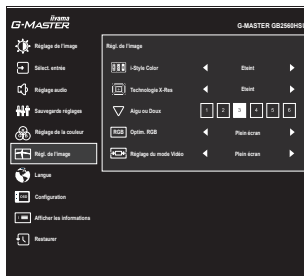 iiyama
G-MASTER
G-MASTER GB2560HSU
Réglage de l'image
Sélect. entrée
Réglage audio
Sauvegarde réglages
Réglage de la couleur
Régl. de l'image
Langue
Configuration
Afficher les informations
Restaurer
Régl. de l'image
i-Style Color
Eteint
Technologie X-Res
Eteint
Aigu ou Doux
1 2 3 4 5 6
RGB
Optim. RGB
Plein écran
Réglage du mode Vidéo
Plein écran